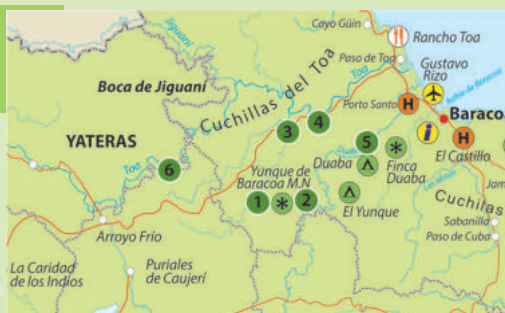 Cayo Güin
Jiguaní
Rancho Toa
Paso de Toa
Toa
Gustavo
Rizo
Boca de Jiguaní
Cuchillas del Toa
Bahía de Baracoa
Porto Santo
H
Baraco
3
4
YATERAS
i
H
5
El Castillo
Toa
6
Duaba
Finca
Duaba
Yunque de
Baracoa M.N
1
2
El Yunque
Cuchillas
Jam
Sabanilla
Arroyo Frío
Paso de Cuba
La Caridad
de los Indios
Puriales
de Caujerí